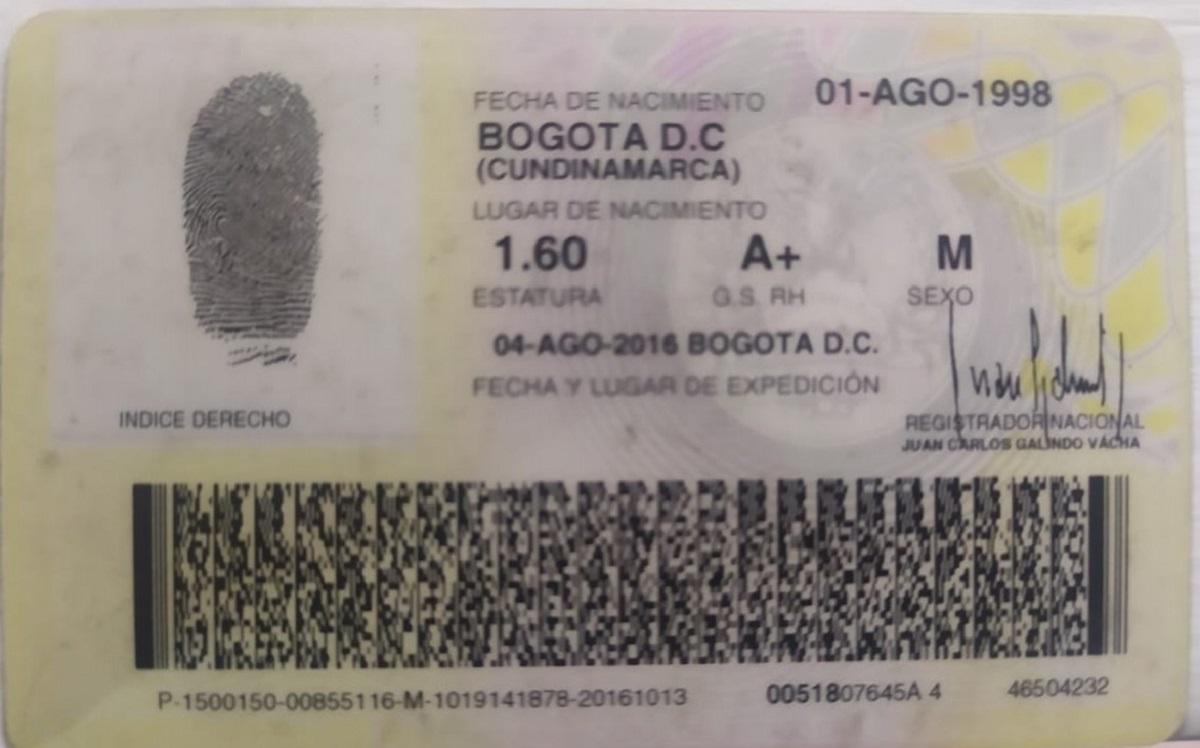 FECHA DE NACIMIENTO 01-AGO-1998
BOGOTA D.C
(CUNDINAMARCA)
LUGAR DE NACIMIENTO
1.60 A+ M
ESTATURA G.S. RH SEXO
04-AGO-2016 BOGOTA D.C.
FECHA Y LUGAR DE EXPEDICIÓN
INDICE DERECHO
REGISTRADOR NACIONAL
JUAN CARLOS GALINDO VÁCHA
P-1500150-00855116-M-1019141878-20161013 0051807645A 4 46504232